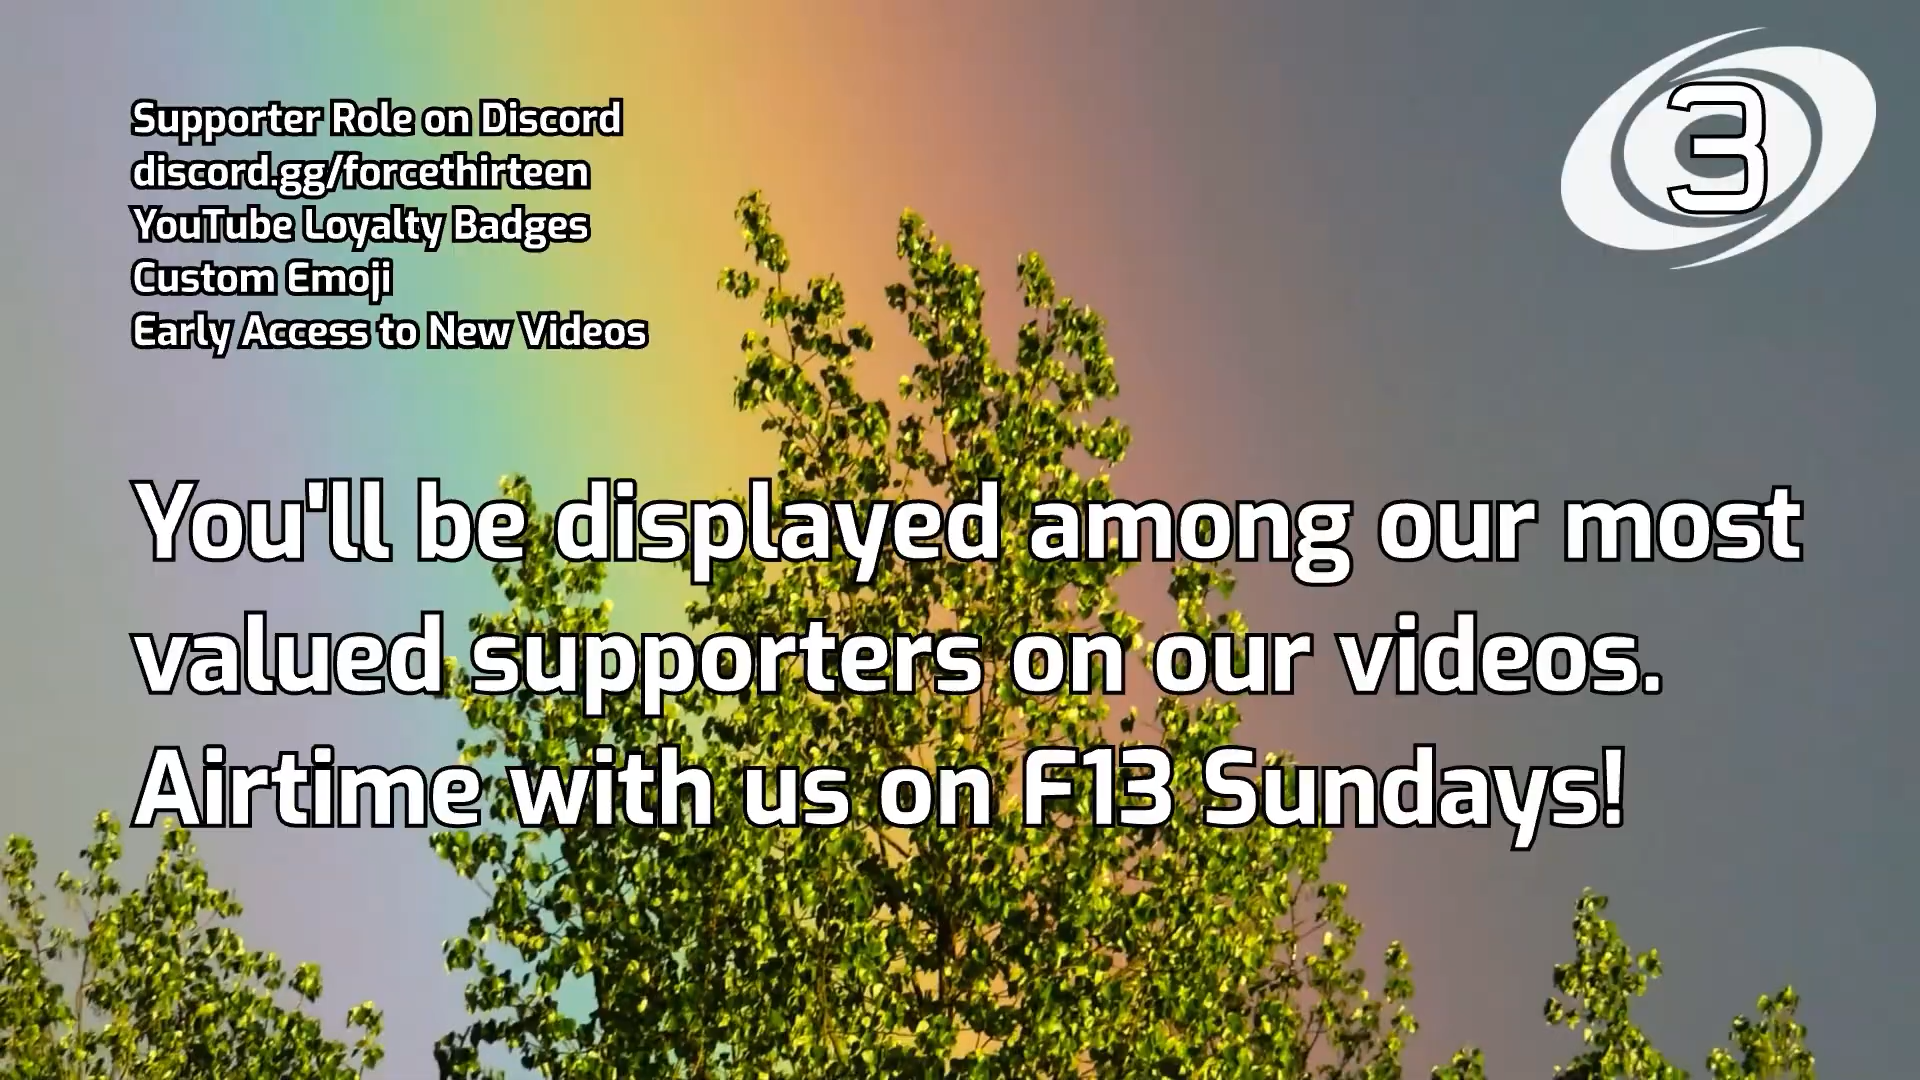 Supporter Role on Discord
discord.gg/forcethirteen
YouTube Loyalty Badges
Custom Emoji
Early Access to New Videos
3
You'll be displayed among our most
valued supporters on our videos.
Airtime with us on F13 Sundays!